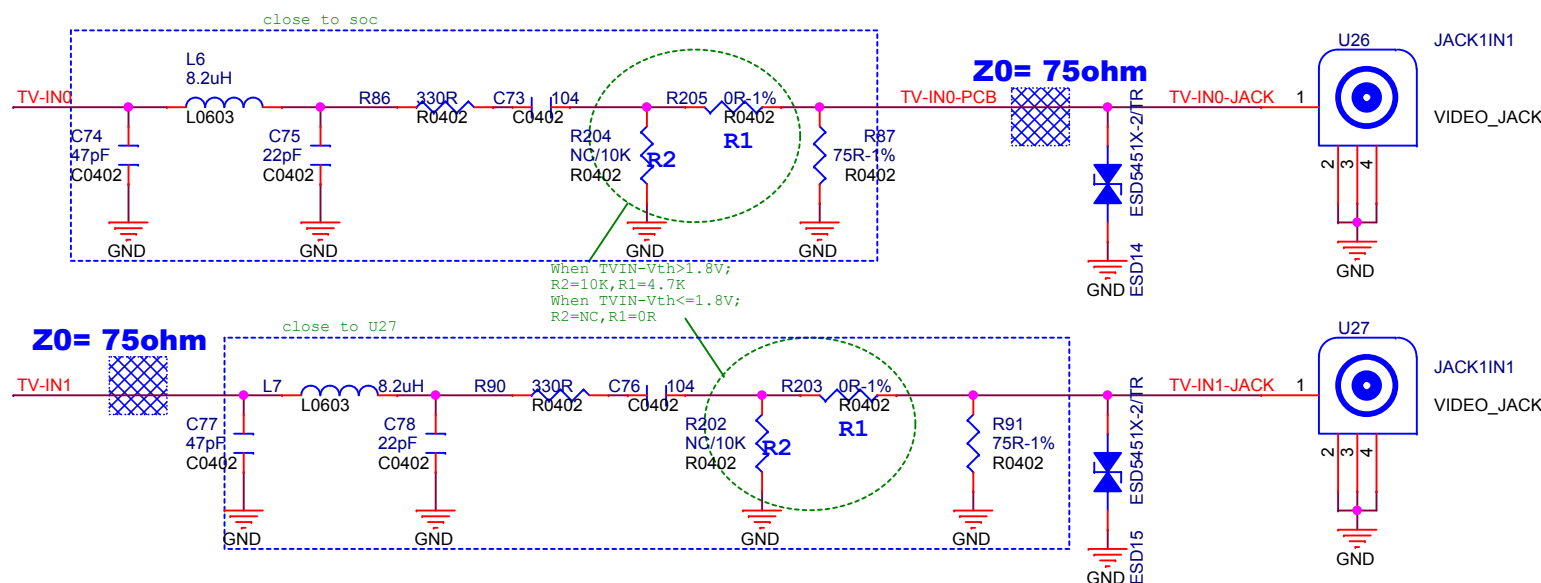 close to soc
L6
8.2uH
L0603
TV-IN0
C74
47pF
C0402
GND
C75
22pF
C0402
GND
R86
330R
R0402
C73
104
C0402
R204
NC/10K
R0402
R2
GND
R205
0R-1%
R0402
R1
R87
75R-1%
R0402
GND
TV-IN0-PCB
Z0= 75ohm
ESD5451X-2/TR
ESD14
GND
TV-IN0-JACK
1
U26
JACK1IN1
VIDEO_JACK
2
3
4
GND
When TVIN-Vth>1.8V;
R2=10K,R1=4.7K
When TVIN-Vth<=1.8V;
R2=NC,R1=0R
Z0= 75ohm
close to U27
TV-IN1
L7
8.2uH
L0603
C77
47pF
C0402
GND
C78
22pF
C0402
GND
R90
330R
R0402
C76
104
C0402
R202
NC/10K
R0402
R2
GND
R203
0R-1%
R0402
R1
R91
75R-1%
R0402
GND
ESD5451X-2/TR
ESD15
GND
TV-IN1-JACK
1
U27
JACK1IN1
VIDEO_JACK
2
3
4
GND